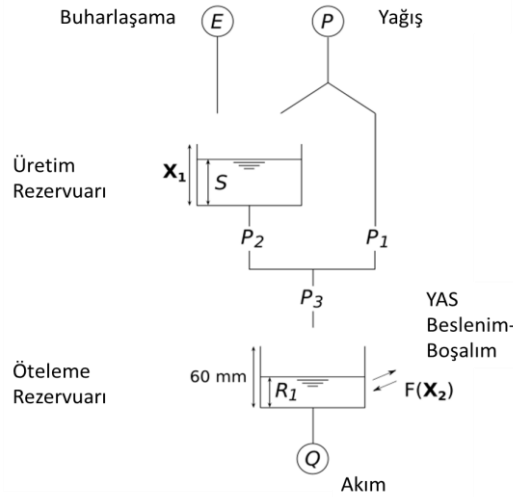 Buharlaşama
E
P
Yağış
Üretim
Rezervuarı
X1
S
P2
P1
P3
YAS
Beslenim-
Boşalım
Öteleme
Rezervuarı
60 mm
R1
F(X2)
Q
Akım